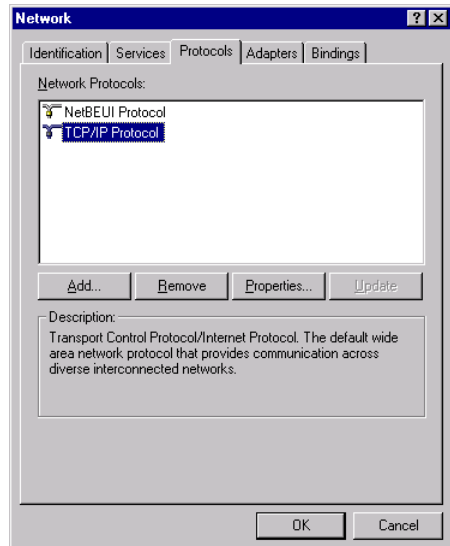 Network
Identification Services Protocols Adapters Bindings
Network Protocols:
NetBEUI Protocol
TCP/IP Protocol
Add... Remove Properties... Update
Description:
Transport Control Protocol/Internet Protocol. The default wide
area network protocol that provides communication across
diverse interconnected networks.
OK Cancel